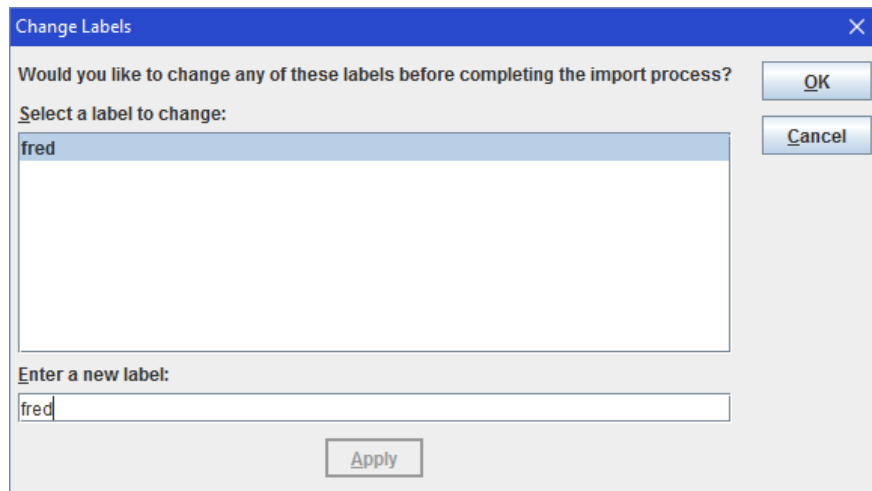 Change Labels
Would you like to change any of these labels before completing the import process?
OK
Select a label to change:
Cancel
fred
Enter a new label:
fred
Apply